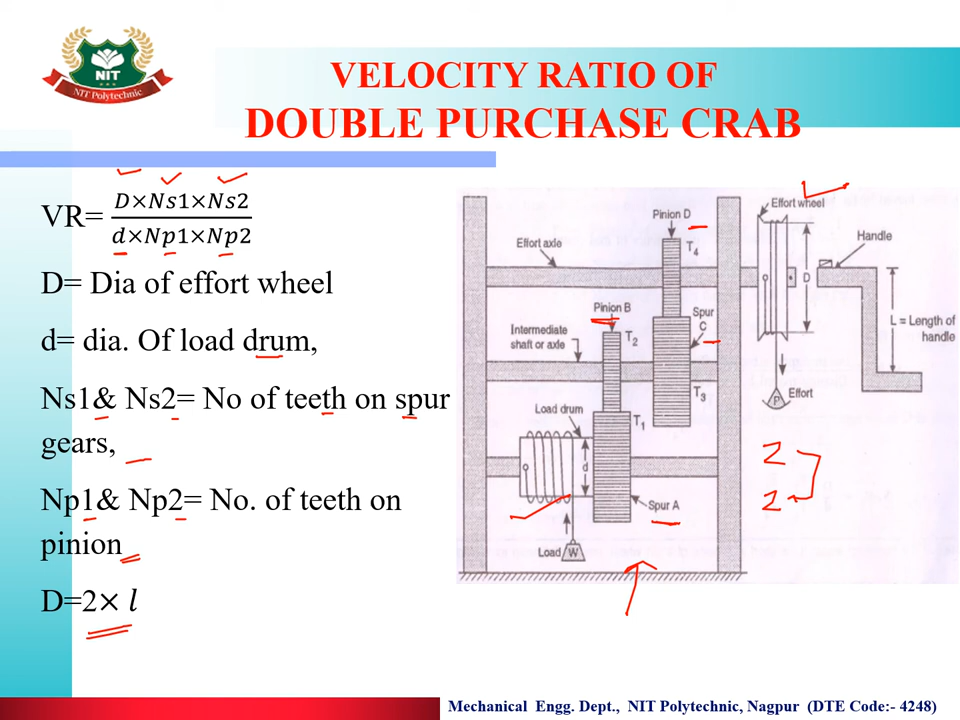 NIT
NIT Polytechnic
VELOCITY RATIO OF
DOUBLE PURCHASE CRAB
VR= D×Ns1×Ns2
d×Np1×Np2
D= Dia of effort wheel
d= dia. Of load drum,
Ns1& Ns2= No of teeth on spur
gears,
Np1& Np2= No. of teeth on
pinion
D=2× l
Effort wheel
Pinion D
Effort axle
T4
Handle
D
Pinion B
Spur
C
Intermediate
shaft or axle
T2
L = Length of
handle
T3
Effort
P
Load drum
T1
d
Spur A
Load
W
2
2
Mechanical Engg. Dept., NIT Polytechnic, Nagpur (DTE Code:- 4248)